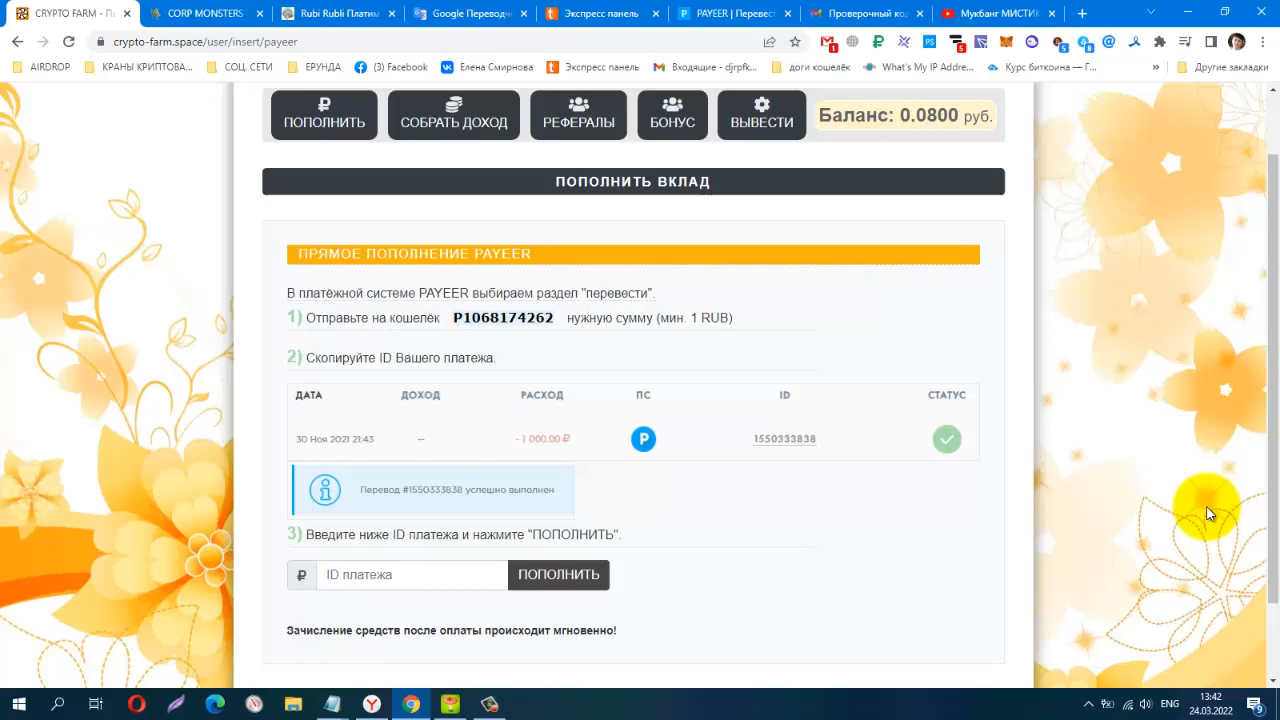 CRYPTO FARM - По
CORP MONSTERS
Rubi Rubli Платим
Google Переводч
Экспресс панель
PAYEER | Перевест
Проверочный код
Мукбанг МИСТИК
crypto-farm.space/user/insert/payeer
AIRDROP
КРАНЫ КРИПТОВА...
СОЦ. СЕТИ
ЕРУНДА
(3) Facebook
Елена Смирнова
Экспресс панель
Входящие - djrpfk...
доги кошелёк
What's My IP Addre...
Курс биткоина — Г...
»
Другие закладки
ПОПОЛНИТЬ
СОБРАТЬ ДОХОД
РЕФЕРАЛЫ
БОНУС
ВЫВЕСТИ
Баланс: 0.0800 руб.
ПОПОЛНИТЬ ВКЛАД
ПРЯМОЕ ПОПОЛНЕНИЕ PAYEER
В платёжной системе PAYEER выбираем раздел "перевести".
1) Отправьте на кошелёк P1068174262 нужную сумму (мин. 1 RUB)
2) Скопируйте ID Вашего платежа.
ДАТА ДОХОД РАСХОД ПС ID СТАТУС
30 Ноя 2021 21:43 — - 1 000.00 ₽ P 1550333838
Перевод #1550333838 успешно выполнен
3) Введите ниже ID платежа и нажмите "ПОПОЛНИТЬ".
₽ ID платежа ПОПОЛНИТЬ
Зачисление средств после оплаты происходит мгновенно!
ENG
13:42
24.03.2022